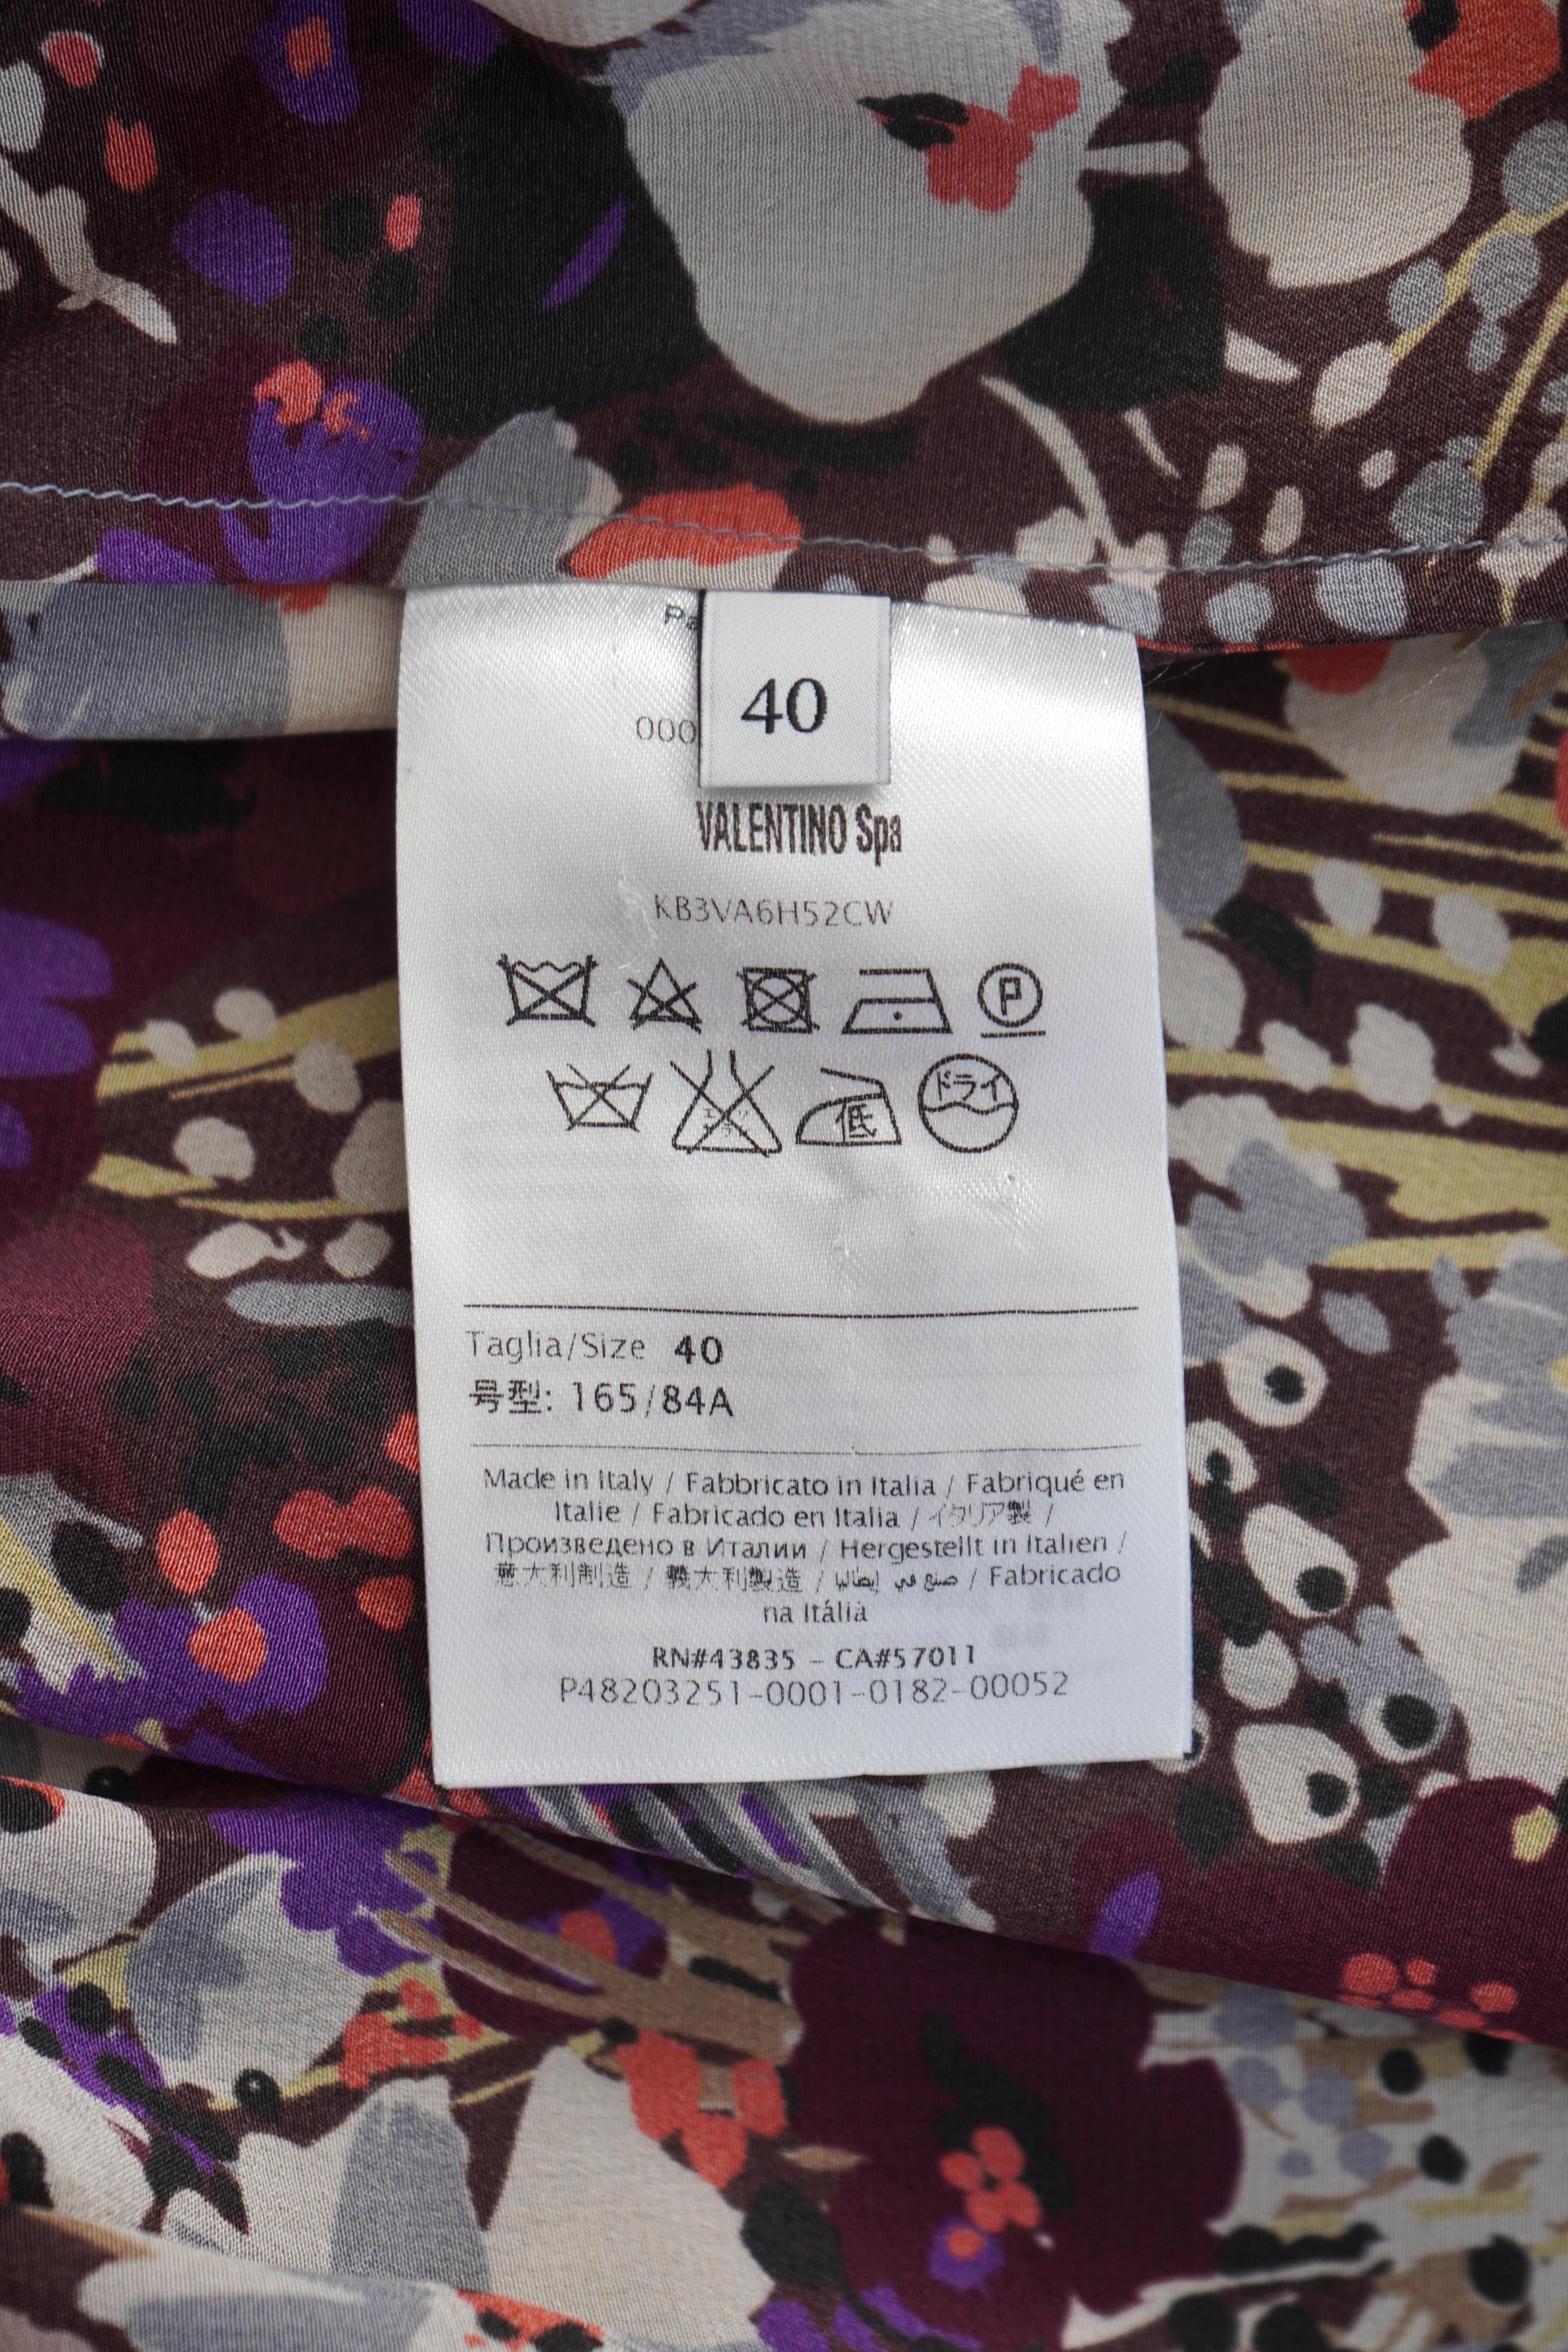 40
000
VALENTINO Spa
KB3VA6H52CW
P
ドライ
低
Taglia/Size 40
号型: 165/84A
Made in Italy / Fabbricato in Italia / Fabriqué en
Italie / Fabricado en Italia / イタリア製 /
Произведено в Италии / Hergestellt in Italien /
意大利制造 / 義大利製造 / صنع في إيطاليا / Fabricado
na Itália
RN#43835 – CA#57011
P48203251-0001-0182-00052